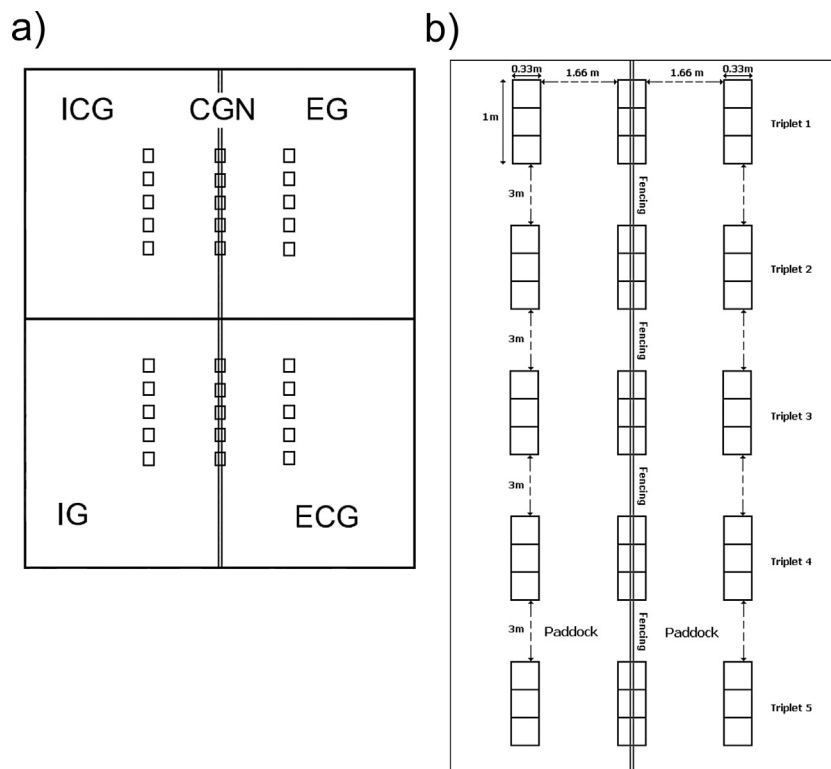 a)
ICG CGN EG
IG ECG
b)
0.33m 1.66 m 1.66 m 0.33m
1m
Triplet 1
3m
Fencing
Triplet 2
3m
Fencing
Triplet 3
3m
Fencing
Triplet 4
3m
Paddock
Fencing
Paddock
Triplet 5